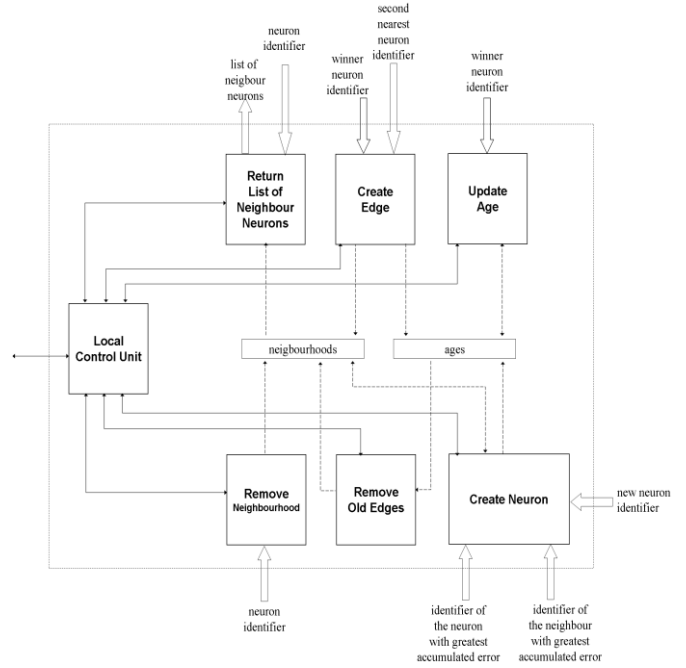 second
nearest
neuron
identifier
neuron
identifier
list of
neigbour
neurons
winner
neuron
identifier
winner
neuron
identifier
Return
List of
Neighbour
Neurons
Create
Edge
Update
Age
Local
Control Unit
neigbourhoods
ages
Remove
Neighbourhood
Remove
Old Edges
Create Neuron
new neuron
identifier
neuron
identifier
identifier of
the neuron
with greatest
accumulated error
identifier of
the neighbour
with greatest
accumulated error